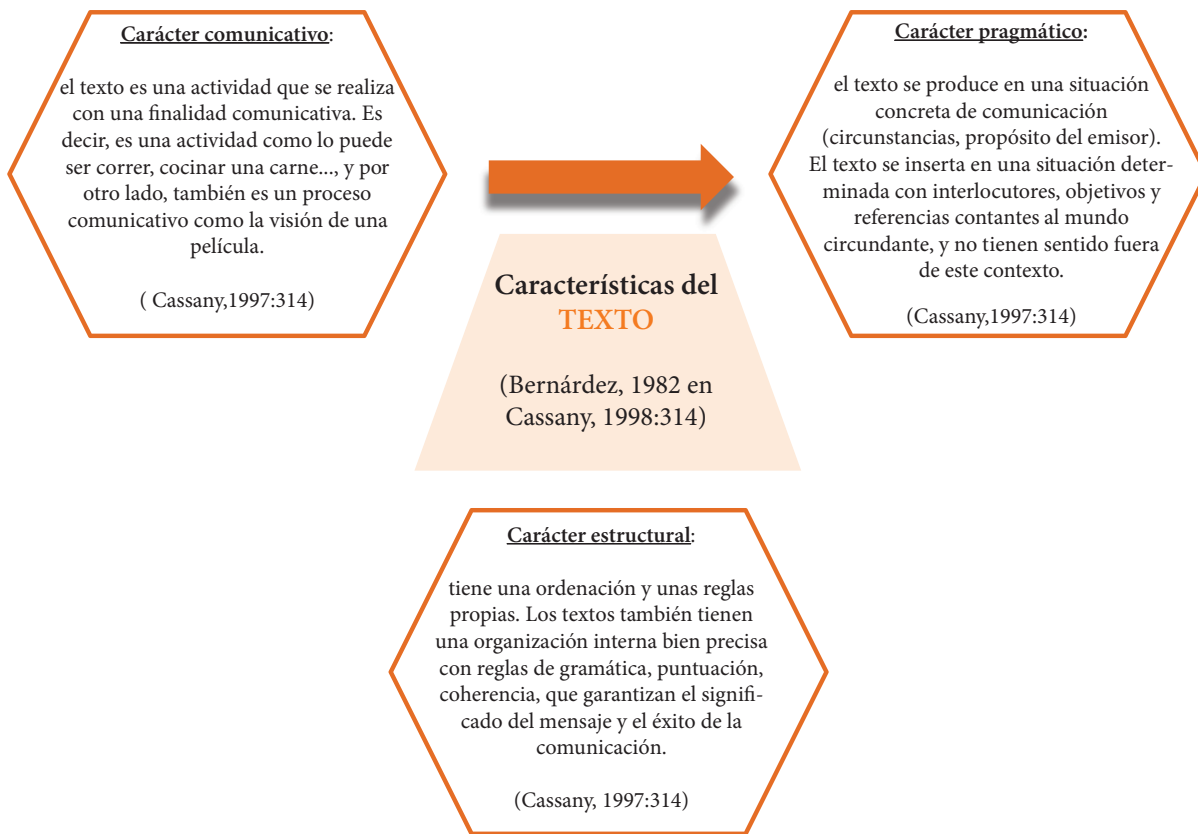 Carácter comunicativo:
el texto es una actividad que se realiza
con una finalidad comunicativa. Es
decir, es una actividad como lo puede
ser correr, cocinar una carne..., y por
otro lado, también es un proceso
comunicativo como la visión de una
película.
( Cassany,1997:314)
Carácter pragmático:
el texto se produce en una situación
concreta de comunicación
(circunstancias, propósito del emisor).
El texto se inserta en una situación deter-
minada con interlocutores, objetivos y
referencias contantes al mundo
circundante, y no tienen sentido fuera
de este contexto.
(Cassany,1997:314)
Características del
TEXTO
(Bernárdez, 1982 en
Cassany, 1998:314)
Carácter estructural:
tiene una ordenación y unas reglas
propias. Los textos también tienen
una organización interna bien precisa
con reglas de gramática, puntuación,
coherencia, que garantizan el signifi-
cado del mensaje y el éxito de la
comunicación.
(Cassany, 1997:314)